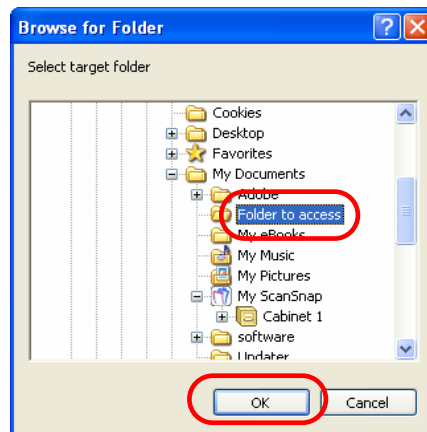 Browse for Folder
Select target folder
Cookies
Desktop
Favorites
My Documents
Adobe
Folder to access
My eBooks
My Music
My Pictures
My ScanSnap
Cabinet 1
software
Updater
OK
Cancel